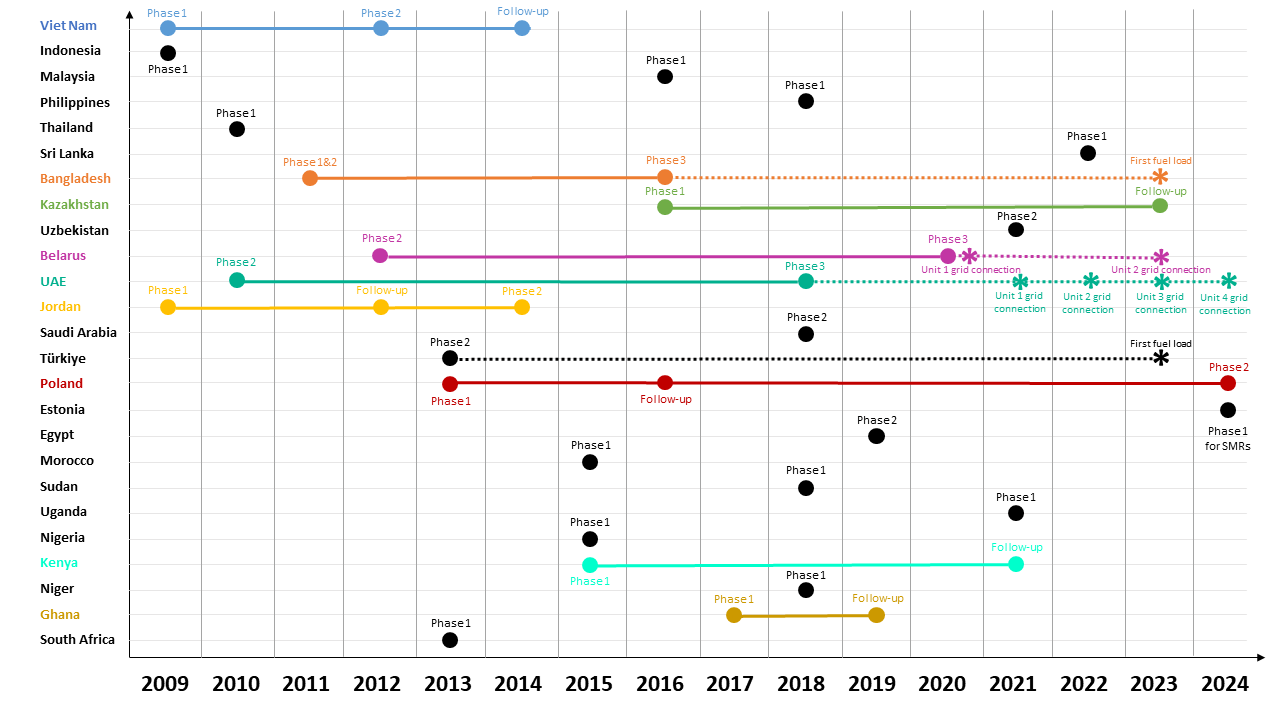 Viet Nam Phase1 Phase2 Follow-up
Indonesia Phase1
Malaysia Phase1
Philippines Phase1
Thailand Phase1
Sri Lanka Phase1
Bangladesh Phase1&2 Phase3 First fuel load
Kazakhstan Phase1 Follow-up
Uzbekistan Phase2
Belarus Phase2 Phase3 Unit 1 grid connection Unit 2 grid connection
UAE Phase2 Phase3 Unit 1 grid Unit 2 grid Unit 3 grid Unit 4 grid
connection connection connection connection
Jordan Phase1 Follow-up Phase2
Saudi Arabia Phase2
Türkiye Phase2 First fuel load
Poland Phase1 Follow-up Phase2
Estonia Phase1
for SMRs
Egypt Phase2
Morocco Phase1
Sudan Phase1
Uganda Phase1
Nigeria Phase1
Kenya Phase1 Follow-up
Niger Phase1
Ghana Phase1 Follow-up
South Africa Phase1
2009 2010 2011 2012 2013 2014 2015 2016 2017 2018 2019 2020 2021 2022 2023 2024